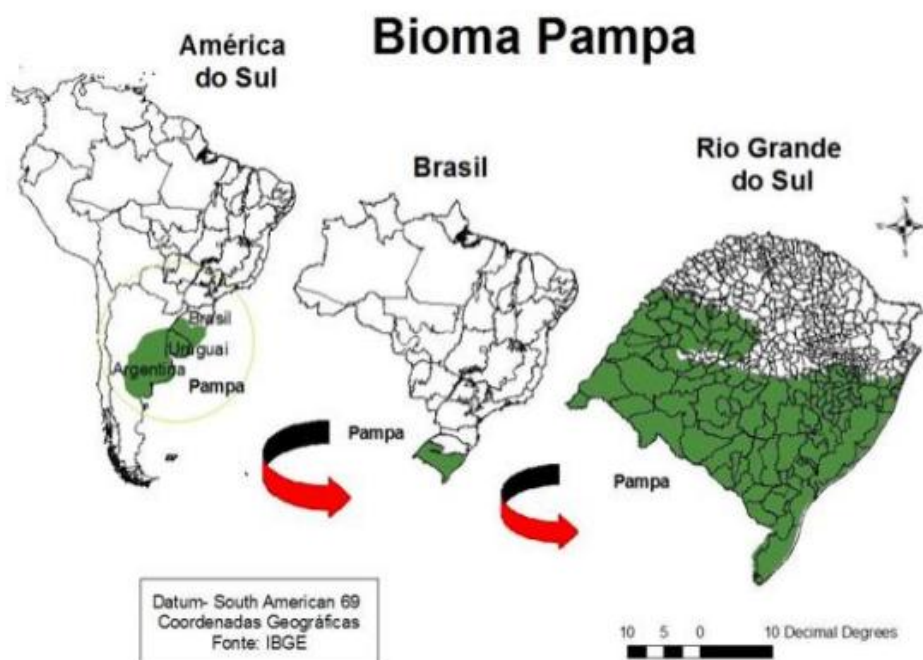 Bioma Pampa
América
do Sul
Brasil
Rio Grande
do Sul
Brasil
Uruguai
Argentina
Pampa
Pampa
Pampa
Datum- South American 69
Coordenadas Geográficas
Fonte: IBGE
10 5 0 10 Decimal Degrees